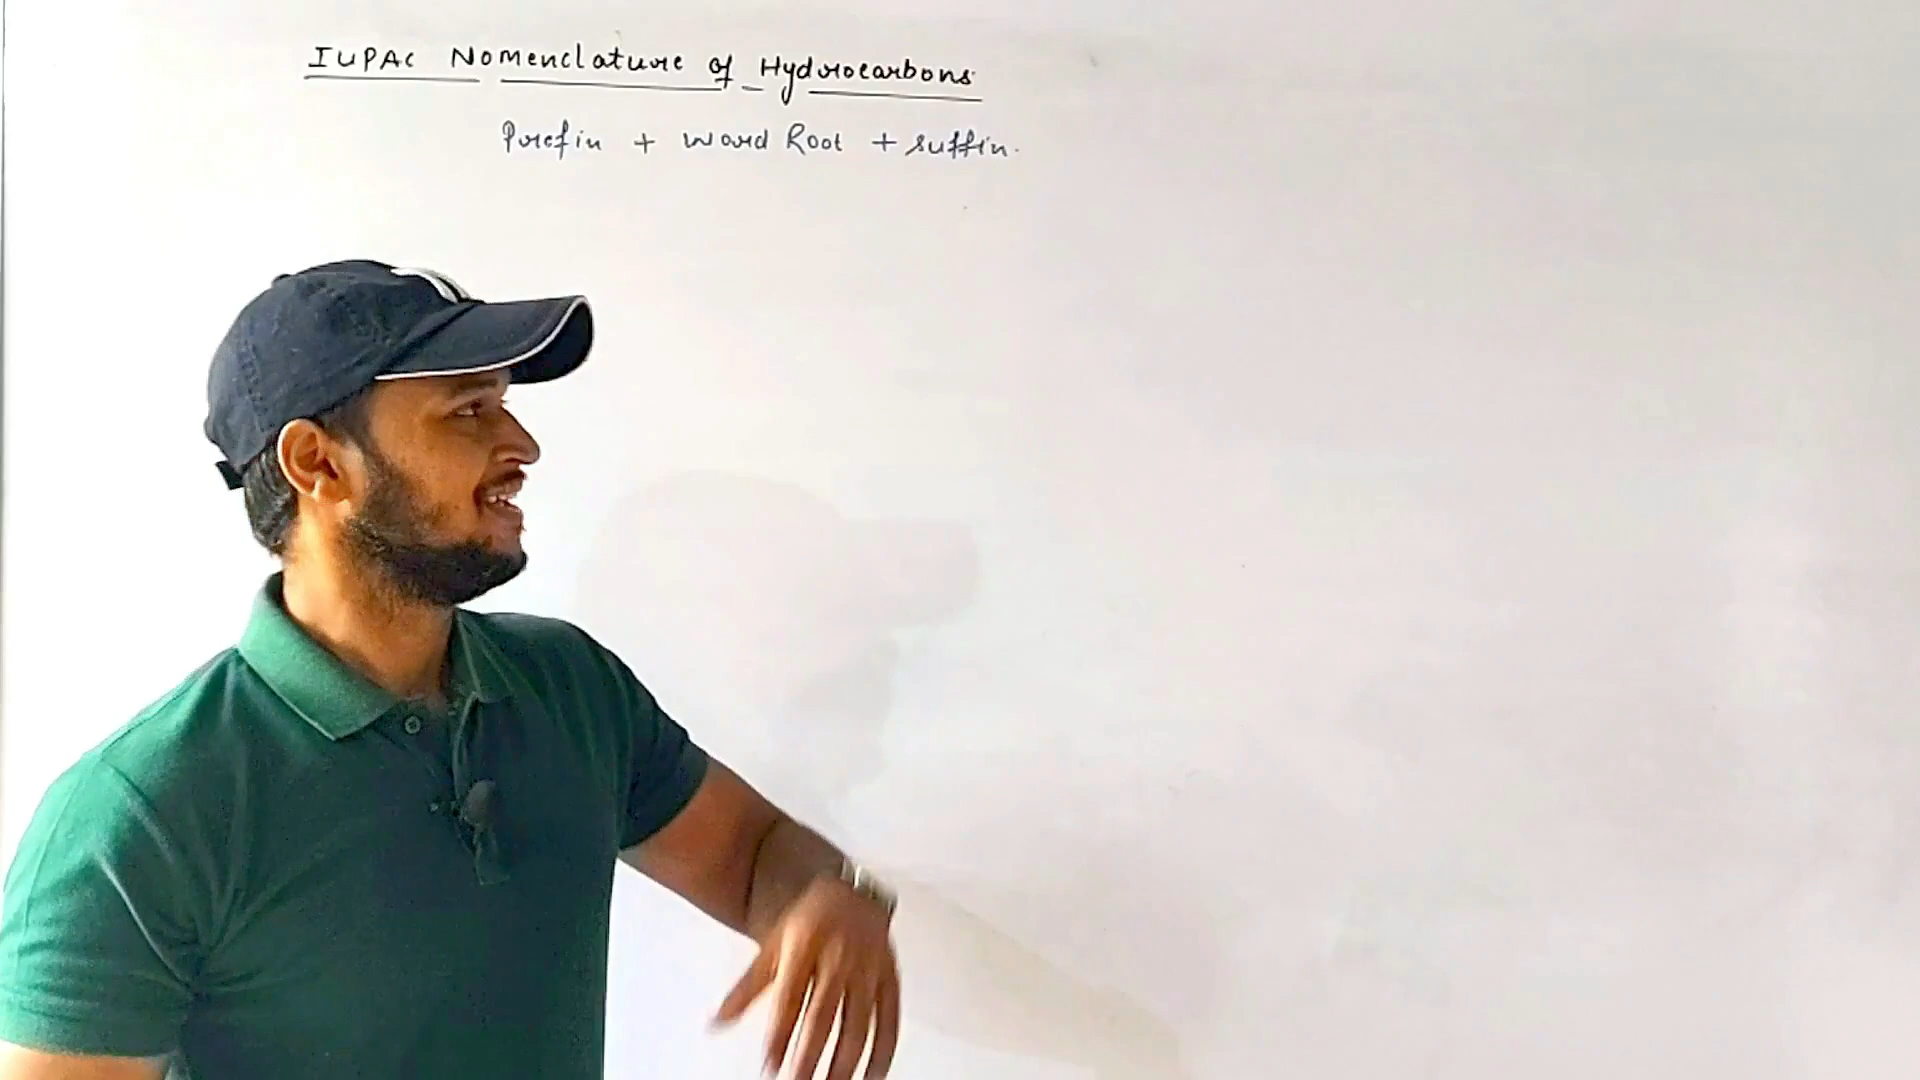 IUPAC Nomenclature of Hydrocarbons
Prefix + Word Root + Suffix.